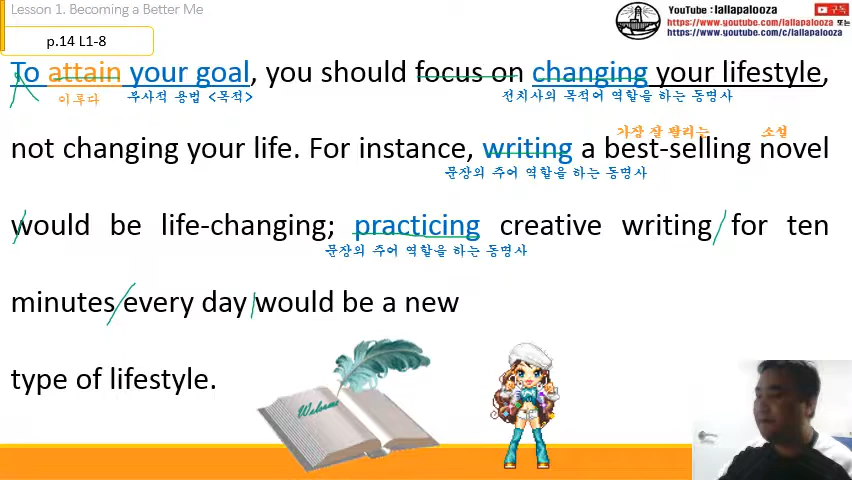 Lesson 1. Becoming a Better Me
YouTube : lallapalooza 구독
https://www.youtube.com/lallapalooza 또는
https://www.youtube.com/c/lallapalooza
p.14 L1-8
To attain your goal, you should focus on changing your lifestyle,
이루다 부사적 용법 <목적> 전치사의 목적어 역할을 하는 동명사
가장 잘 팔리는 소설
not changing your life. For instance, writing a best-selling novel
문장의 주어 역할을 하는 동명사
would be life-changing; practicing creative writing for ten
문장의 주어 역할을 하는 동명사
minutes every day would be a new
type of lifestyle.
Welcome